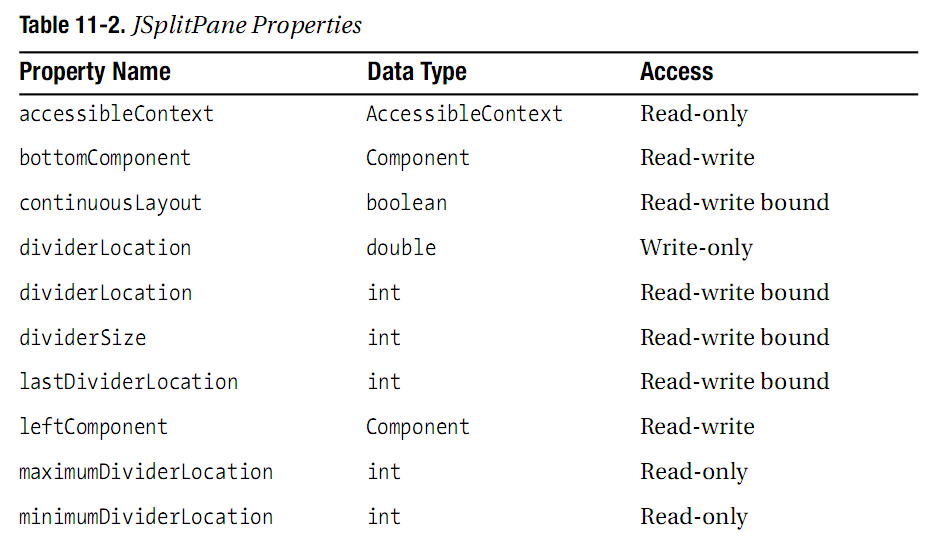 Table 11-2. JSplitPane Properties
Property Name Data Type Access
accessibleContext AccessibleContext Read-only
bottomComponent Component Read-write
continuousLayout boolean Read-write bound
dividerLocation double Write-only
dividerLocation int Read-write bound
dividerSize int Read-write bound
lastDividerLocation int Read-write bound
leftComponent Component Read-write
maximumDividerLocation int Read-only
minimumDividerLocation int Read-only